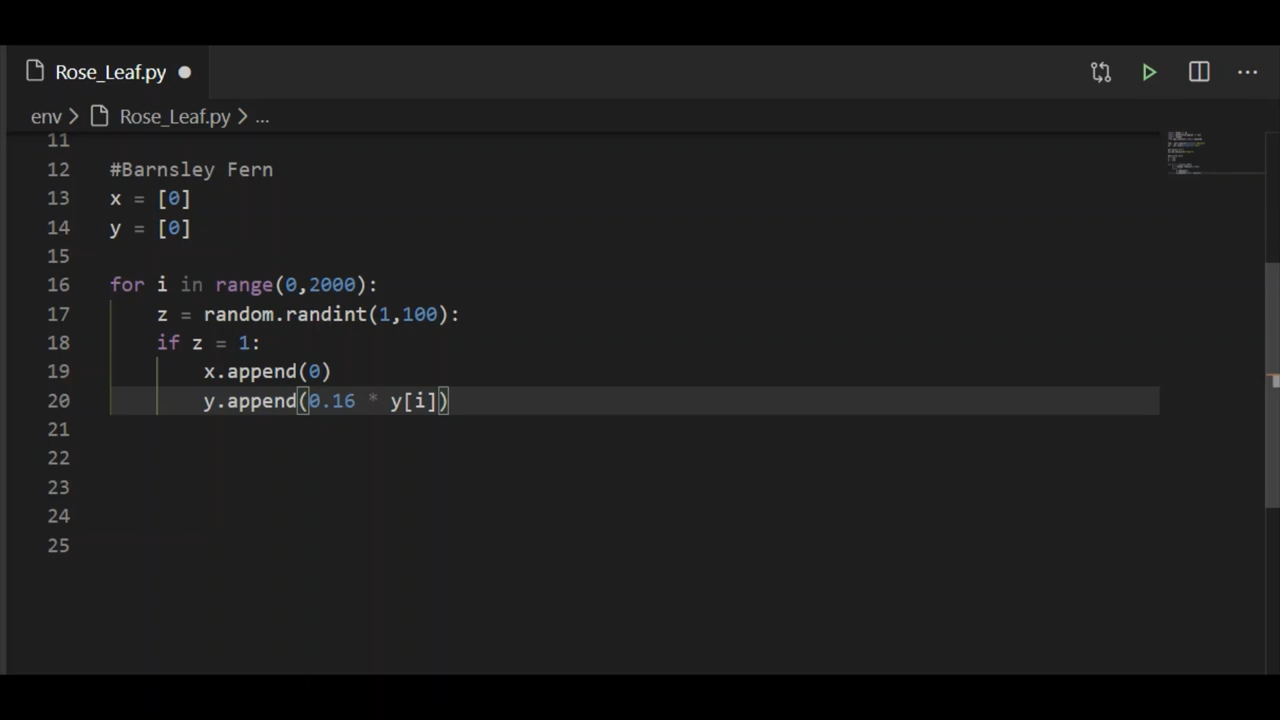 Rose_Leaf.py
env > Rose_Leaf.py > ...
11
12 #Barnsley Fern
13 x = [0]
14 y = [0]
15
16 for i in range(0,2000):
17     z = random.randint(1,100):
18     if z = 1:
19         x.append(0)
20         y.append(0.16 * y[i])
21
22
23
24
25